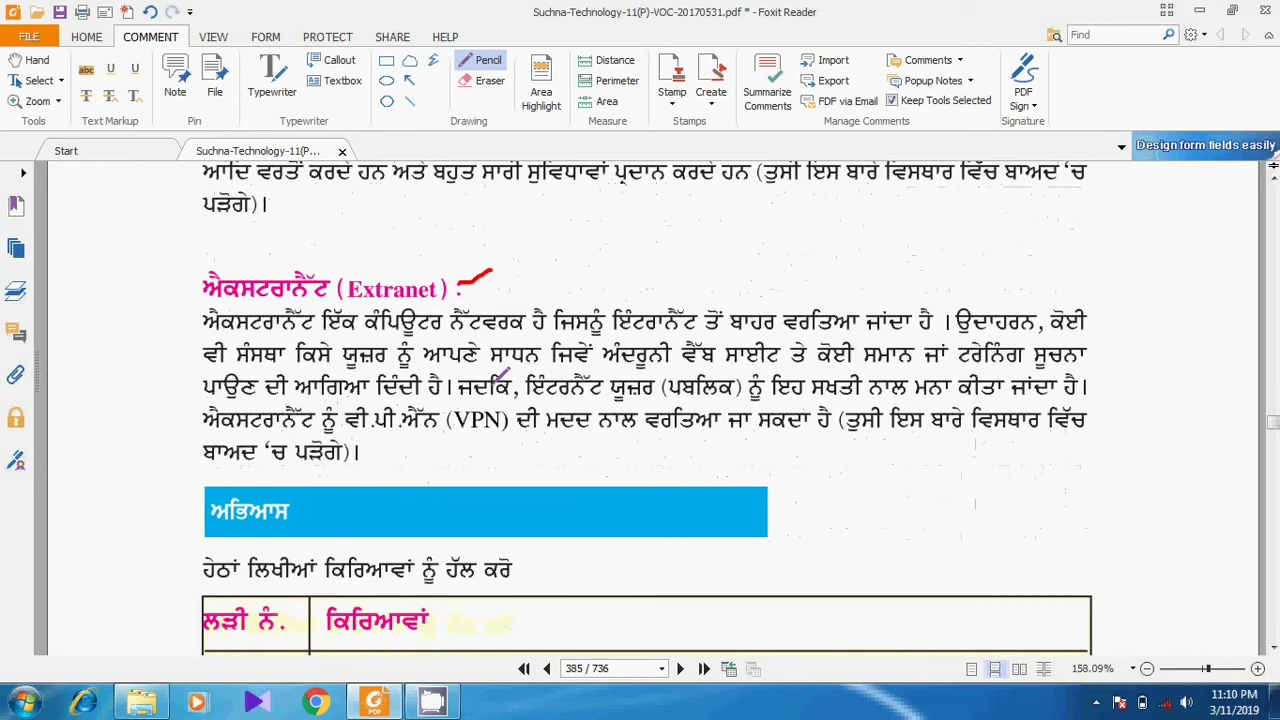 Suchna-Technology-11(P)-VOC-20170531.pdf * - Foxit Reader
FILE HOME COMMENT VIEW FORM PROTECT SHARE HELP Find
Hand Select Zoom Tools
Text Markup
Note File Pin
Typewriter Callout Textbox Typewriter
Pencil Eraser Drawing
Area Highlight
Distance Perimeter Area Measure
Stamp Create Stamps
Summarize Comments Import Export FDF via Email Comments Popup Notes Keep Tools Selected Manage Comments
PDF Sign Signature
Start Suchna-Technology-11(P... Design form fields easily
ਆਦਿ ਵਰਤੋਂ ਕਰਦੇ ਹਨ ਅਤੇ ਬਹੁਤ ਸਾਰੀ ਸੁਵਿਧਾਵਾਂ ਪ੍ਰਦਾਨ ਕਰਦੇ ਹਨ (ਤੁਸੀ ਇਸ ਬਾਰੇ ਵਿਸਥਾਰ ਵਿੱਚ ਬਾਅਦ ‘ਚ
ਪੜੋਗੇ)।
ਐਕਸਟਰਾਨੈੱਟ (Extranet) :
ਐਕਸਟਰਾਨੈੱਟ ਇੱਕ ਕੰਪਿਊਟਰ ਨੈੱਟਵਰਕ ਹੈ ਜਿਸਨੂੰ ਇੰਟਰਾਨੈੱਟ ਤੋਂ ਬਾਹਰ ਵਰਤਿਆ ਜਾਂਦਾ ਹੈ । ਉਦਾਹਰਨ, ਕੋਈ
ਵੀ ਸੰਸਥਾ ਕਿਸੇ ਯੂਜ਼ਰ ਨੂੰ ਆਪਣੇ ਸਾਧਨ ਜਿਵੇਂ ਅੰਦਰੂਨੀ ਵੈੱਬ ਸਾਈਟ ਤੇ ਕੋਈ ਸਮਾਨ ਜਾਂ ਟਰੇਨਿੰਗ ਸੂਚਨਾ
ਪਾਉਣ ਦੀ ਆਗਿਆ ਦਿੰਦੀ ਹੈ। ਜਦਕਿ, ਇੰਟਰਨੈੱਟ ਯੂਜ਼ਰ (ਪਬਲਿਕ) ਨੂੰ ਇਹ ਸਖਤੀ ਨਾਲ ਮਨਾ ਕੀਤਾ ਜਾਂਦਾ ਹੈ।
ਐਕਸਟਰਾਨੈੱਟ ਨੂੰ ਵੀ.ਪੀ.ਐੱਨ (VPN) ਦੀ ਮਦਦ ਨਾਲ ਵਰਤਿਆ ਜਾ ਸਕਦਾ ਹੈ (ਤੁਸੀ ਇਸ ਬਾਰੇ ਵਿਸਥਾਰ ਵਿੱਚ
ਬਾਅਦ ‘ਚ ਪੜੋਗੇ)।
ਅਭਿਆਸ
ਹੇਠਾਂ ਲਿਖੀਆਂ ਕਿਰਿਆਵਾਂ ਨੂੰ ਹੱਲ ਕਰੋ
ਲੜੀ ਨੰ. ਕਿਰਿਆਵਾਂ
385 / 736 158.09%
11:10 PM
3/11/2019